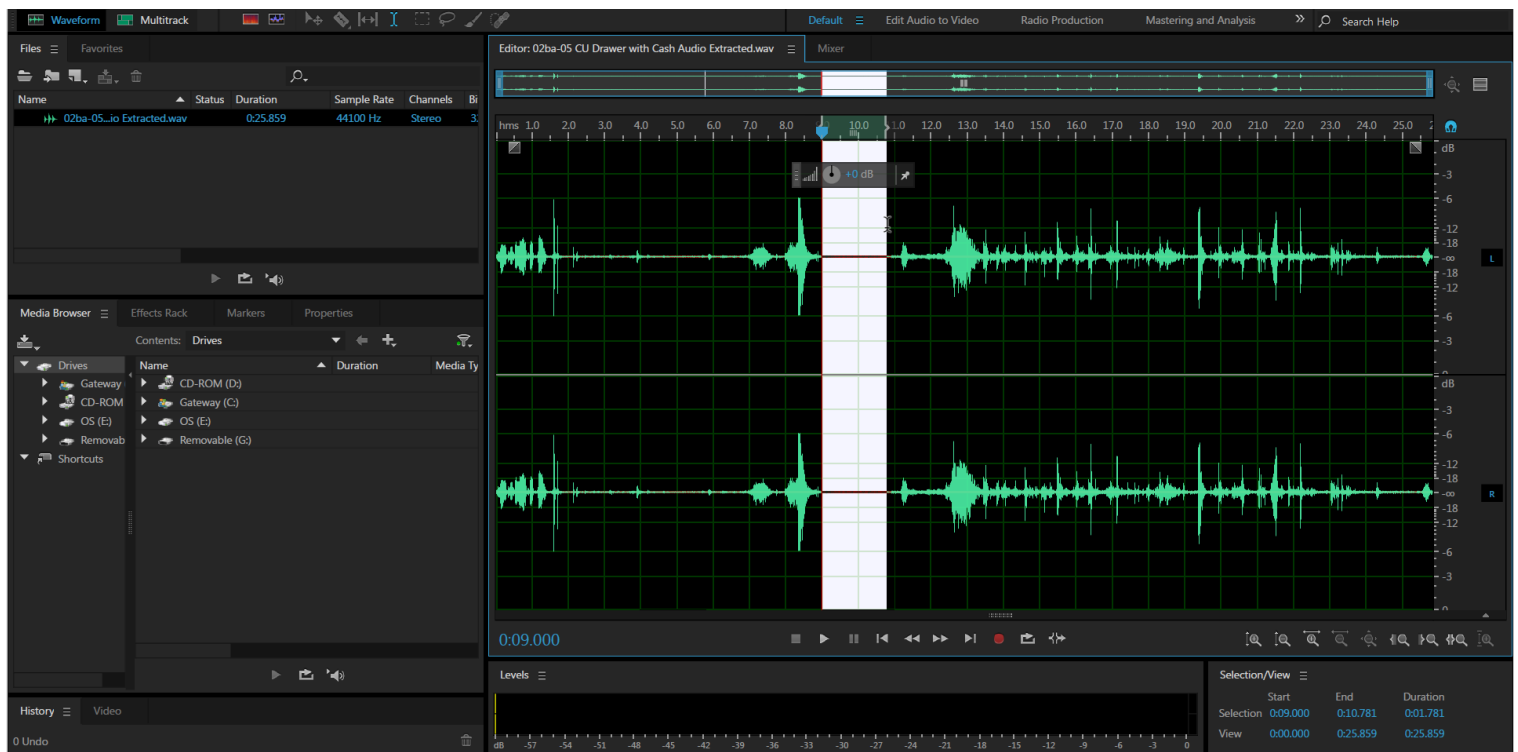 Waveform Multitrack Default Edit Audio to Video Radio Production Mastering and Analysis » Search Help
Files Favorites
Name Status Duration Sample Rate Channels Bi
02ba-05...io Extracted.wav 0:25.859 44100 Hz Stereo 3
Media Browser Effects Rack Markers Properties
Contents: Drives
Drives Name Duration Media Ty
Gateway CD-ROM (D:)
CD-ROM Gateway (C:)
OS (E:) OS (E:)
Removab Removable (G:)
Shortcuts
History Video
0 Undo
Editor: 02ba-05 CU Drawer with Cash Audio Extracted.wav Mixer
hms 1.0 2.0 3.0 4.0 5.0 6.0 7.0 8.0 10.0 1.0 12.0 13.0 14.0 15.0 16.0 17.0 18.0 19.0 20.0 21.0 22.0 23.0 24.0 25.0 2
dB
+0 dB
-3
-6
-12
-18
-∞ L
-18
-12
-6
-3
dB
-3
-6
-12
-18
-∞ R
-18
-12
-6
-3
0:09.000
Levels
dB -57 -54 -51 -48 -45 -42 -39 -36 -33 -30 -27 -24 -21 -18 -15 -12 -9 -6 -3 0
Selection/View
Start End Duration
Selection 0:09.000 0:10.781 0:01.781
View 0:00.000 0:25.859 0:25.859